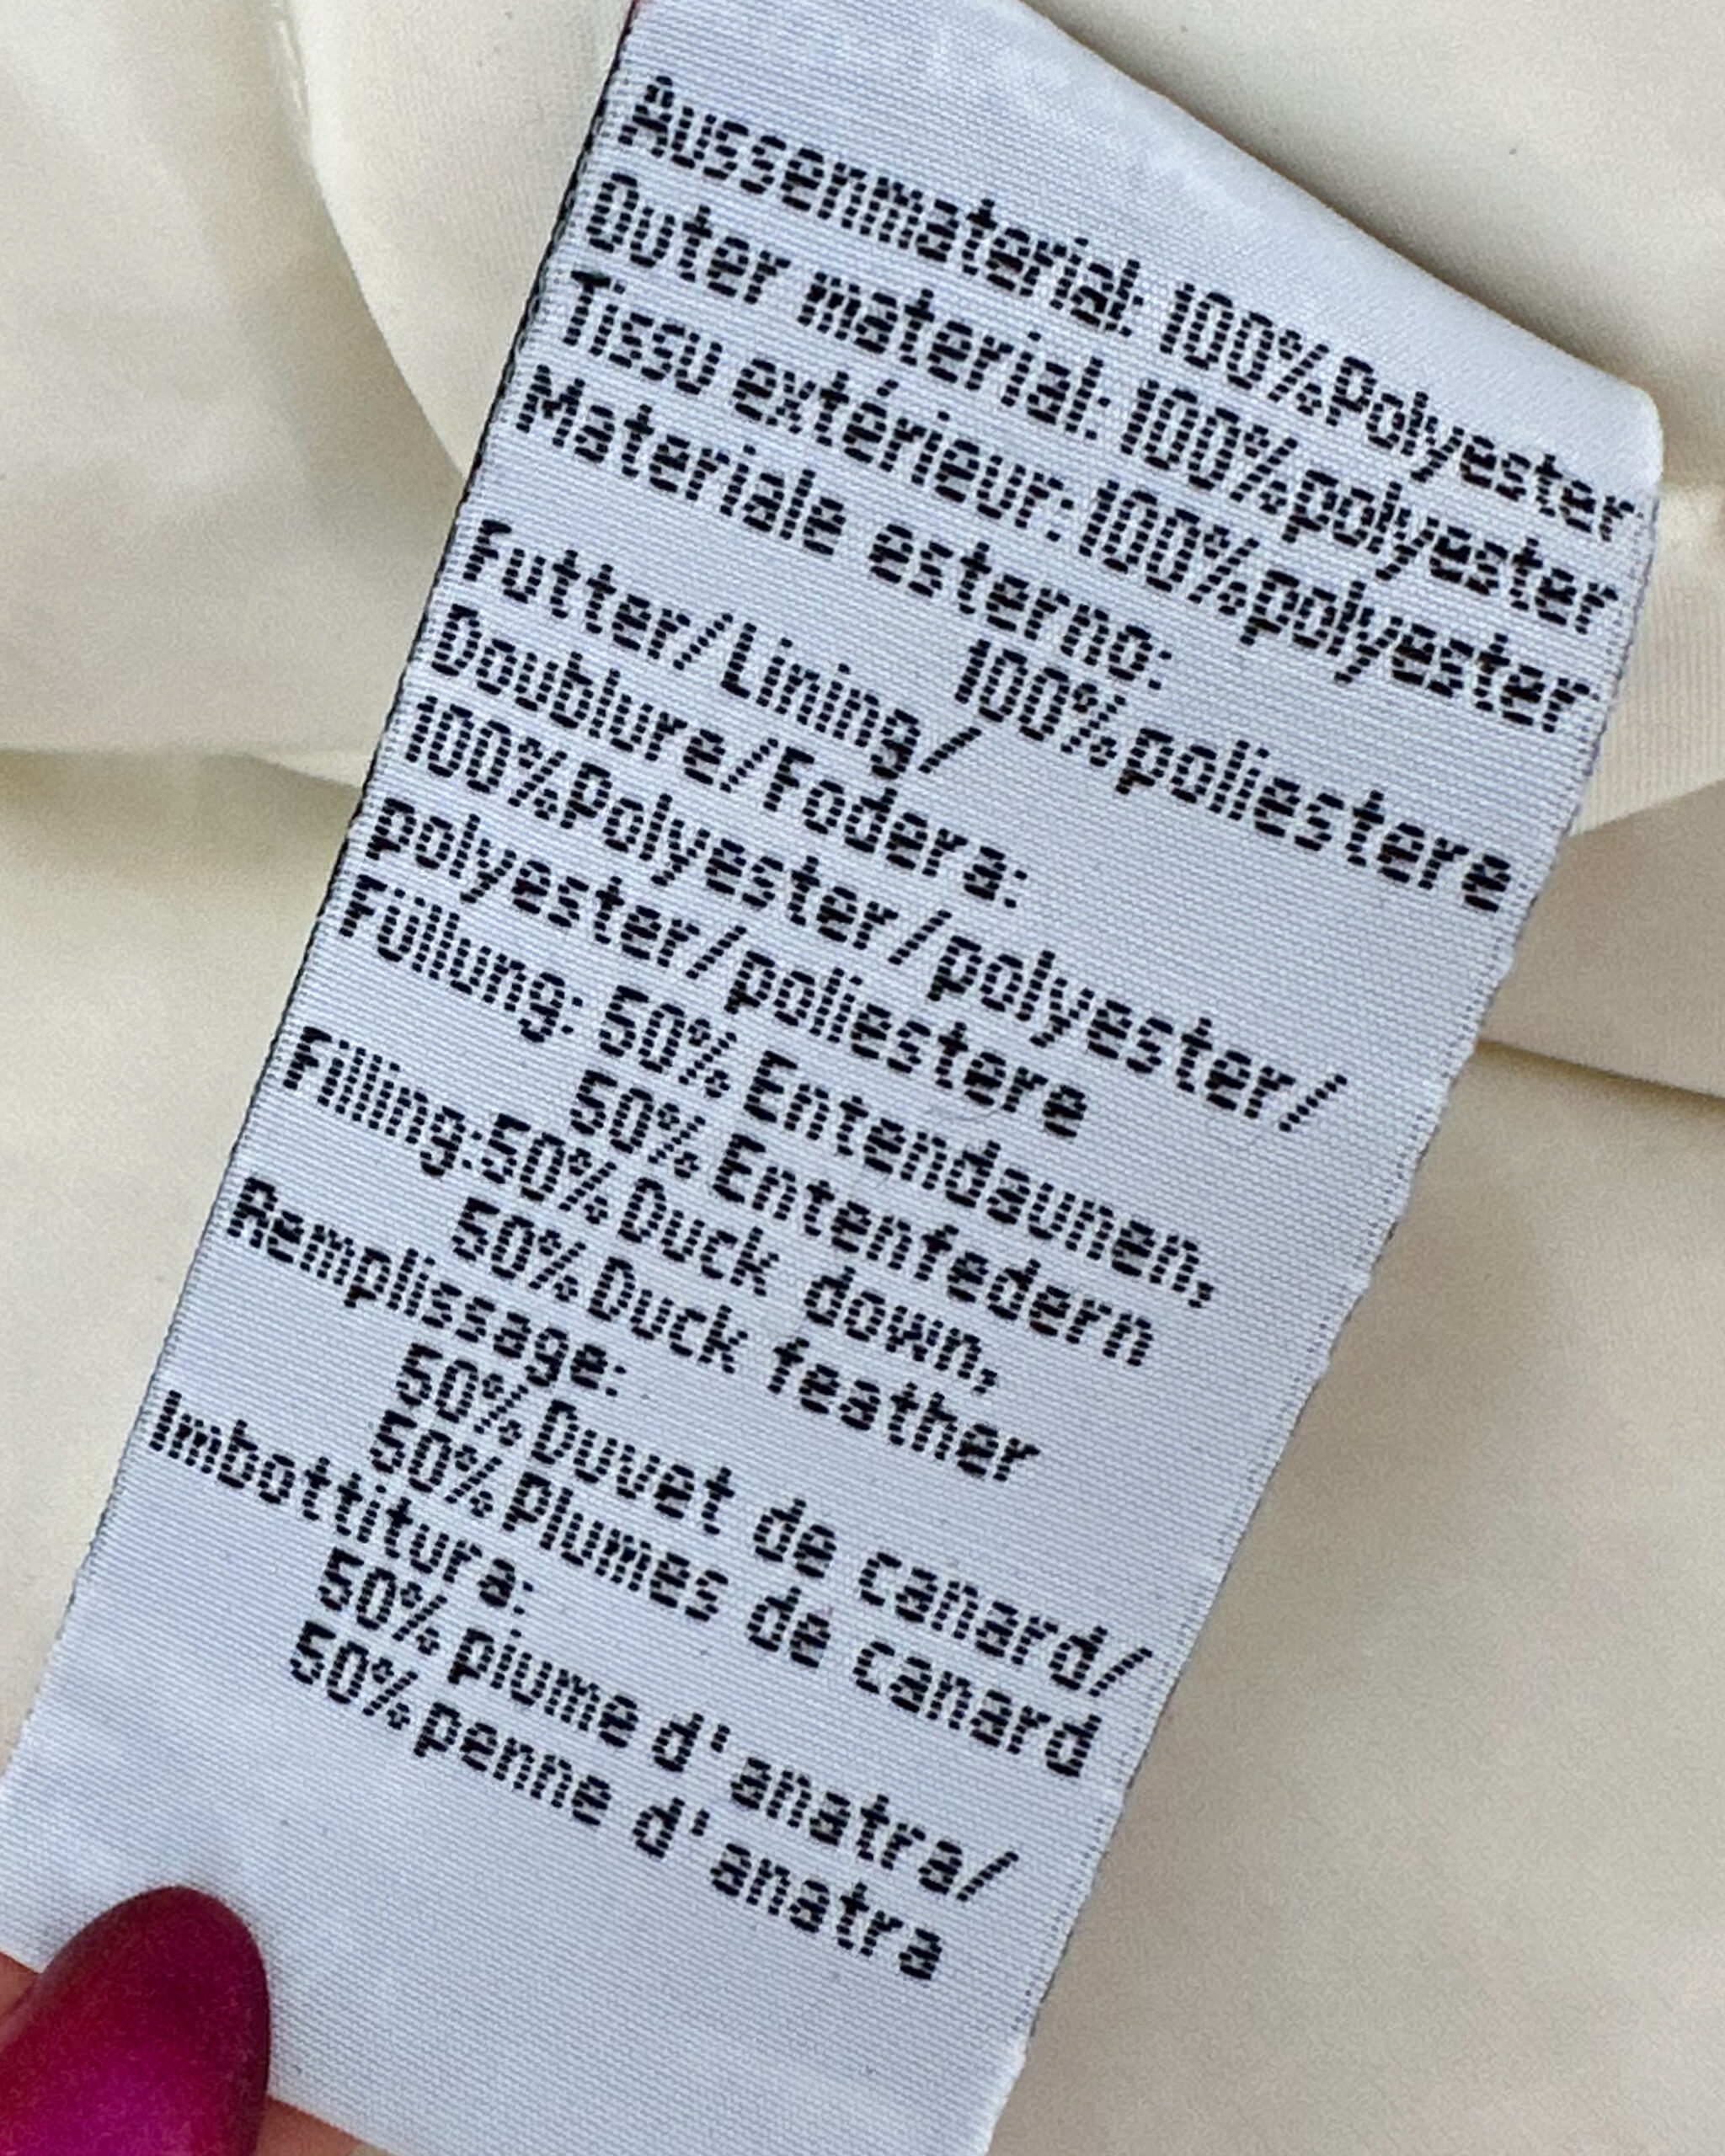 Aussenmaterial: 100%Polyester
Outer material: 100%polyester
Tissu extérieur:100%polyester
Materiale esterno:
100%poliestere
Futter/Lining/
Doublure/Fodera:
100%Polyester/polyester/
polyester/poliestere
Füllung: 50%Entendaunen,
50%Entenfedern
Filling:50%Duck down,
50%Duck feather
Remplissage:
50%Duvet de canard/
50%Plumes de canard
Imbottitura:
50%piume d'anatra/
50%penne d'anatra